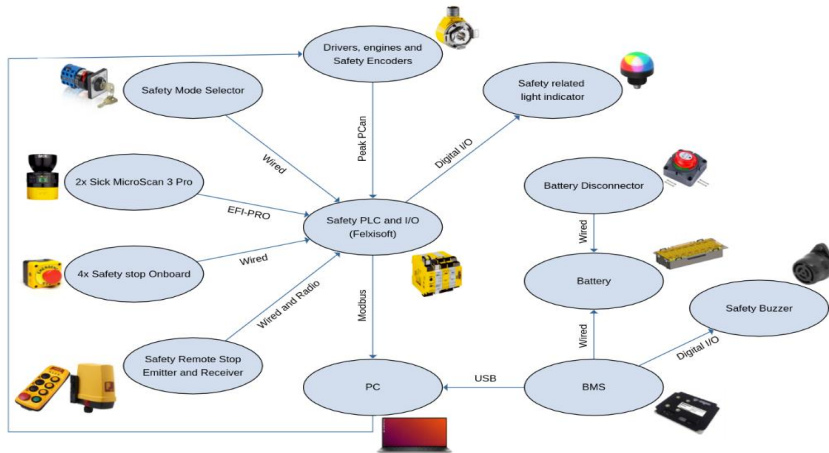 Drivers, engines and
Safety Encoders
Safety Mode Selector
Safety related
light indicator
Wired
Peak PCan
Digital I/O
2x Sick MicroScan 3 Pro
Battery Disconnector
EFI-PRO
Safety PLC and I/O
(Felxisoft)
Wired
4x Safety stop Onboard
Wired
Battery
Wired and Radio
Modbus
Safety Buzzer
Wired
Digital I/O
Safety Remote Stop
Emitter and Receiver
PC
USB
BMS